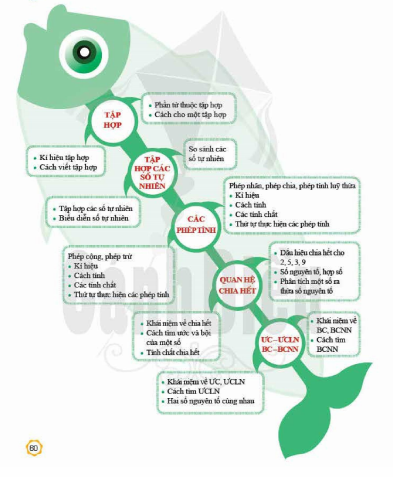 • Phần tử thuộc tập hợp
• Cách cho một tập hợp
TẬP
HỢP
• Kí hiệu tập hợp
• Cách viết tập hợp
So sánh các
số tự nhiên
TẬP
HỢP CÁC
SỐ TỰ
NHIÊN
• Tập hợp các số tự nhiên
• Biểu diễn số tự nhiên
Phép nhân, phép chia, phép tính luỹ thừa
• Kí hiệu
• Cách tính
• Các tính chất
• Thứ tự thực hiện các phép tính
CÁC
PHÉP TÍNH
Phép cộng, phép trừ
• Kí hiệu
• Cách tính
• Các tính chất
• Thứ tự thực hiện các phép tính
• Dấu hiệu chia hết cho
2, 5, 3, 9
• Số nguyên tố, hợp số
• Phân tích một số ra
thừa số nguyên tố
QUAN HỆ
CHIA HẾT
• Khái niệm về chia hết
• Cách tìm ước và bội
của một số
• Tính chất chia hết
• Khái niệm về
BC, BCNN
• Cách tìm
BCNN
ƯC – ƯCLN
BC – BCNN
• Khái niệm về ƯC, ƯCLN
• Cách tìm ƯCLN
• Hai số nguyên tố cùng nhau
60